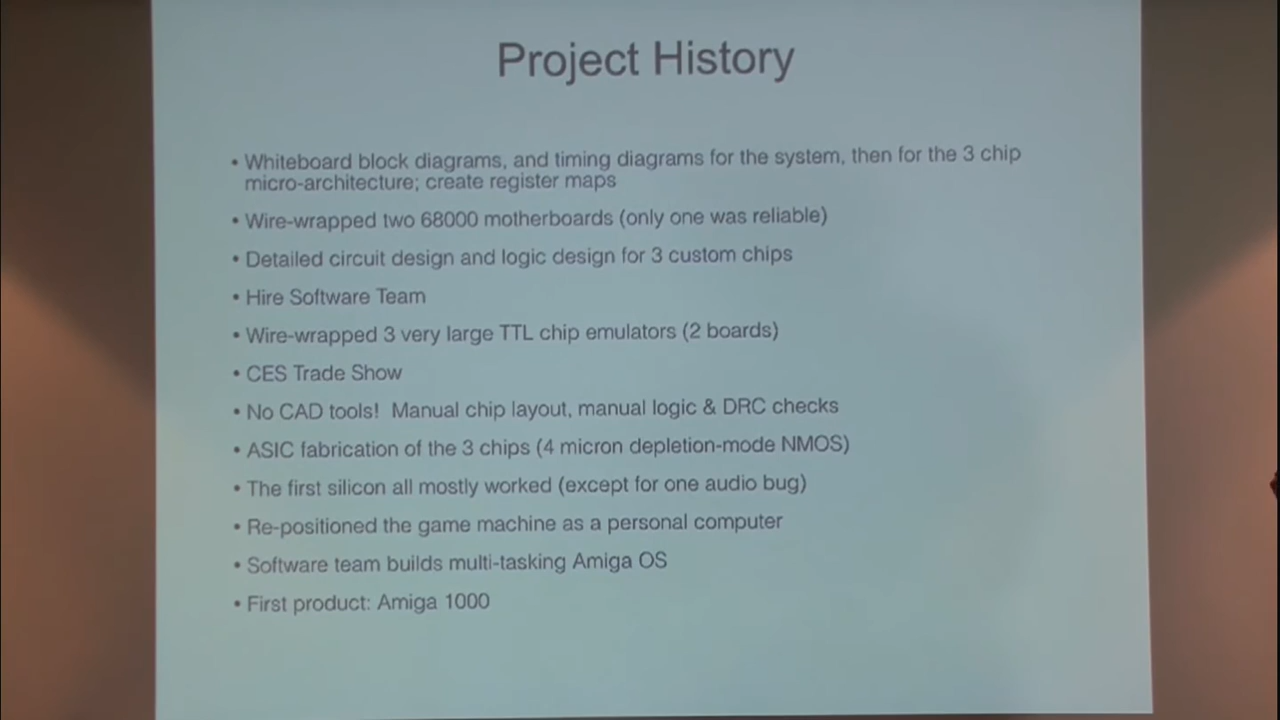 Project History
• Whiteboard block diagrams, and timing diagrams for the system, then for the 3 chip
micro-architecture; create register maps
• Wire-wrapped two 68000 motherboards (only one was reliable)
• Detailed circuit design and logic design for 3 custom chips
• Hire Software Team
• Wire-wrapped 3 very large TTL chip emulators (2 boards)
• CES Trade Show
• No CAD tools!  Manual chip layout, manual logic & DRC checks
• ASIC fabrication of the 3 chips (4 micron depletion-mode NMOS)
• The first silicon all mostly worked (except for one audio bug)
• Re-positioned the game machine as a personal computer
• Software team builds multi-tasking Amiga OS
• First product: Amiga 1000